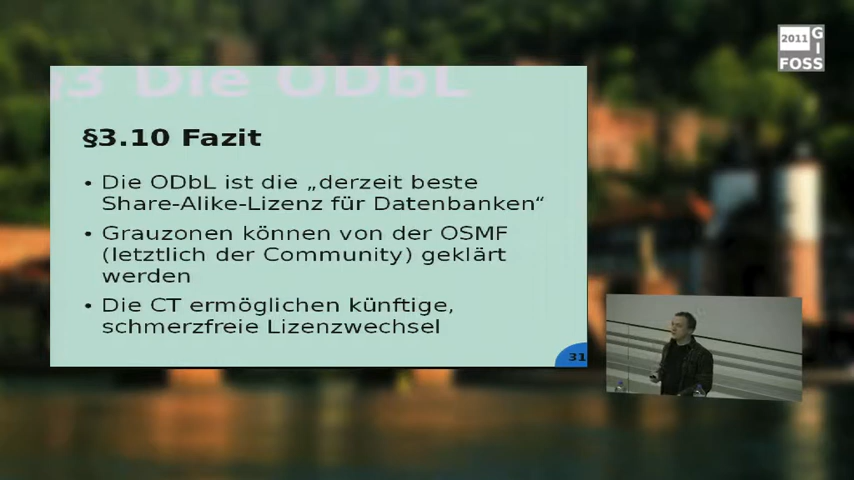 2011 G
I
FOSS
§3 Die ODbL
§3.10 Fazit
• Die ODbL ist die „derzeit beste
Share-Alike-Lizenz für Datenbanken“
• Grauzonen können von der OSMF
(letztlich der Community) geklärt
werden
• Die CT ermöglichen künftige,
schmerzfreie Lizenzwechsel
31